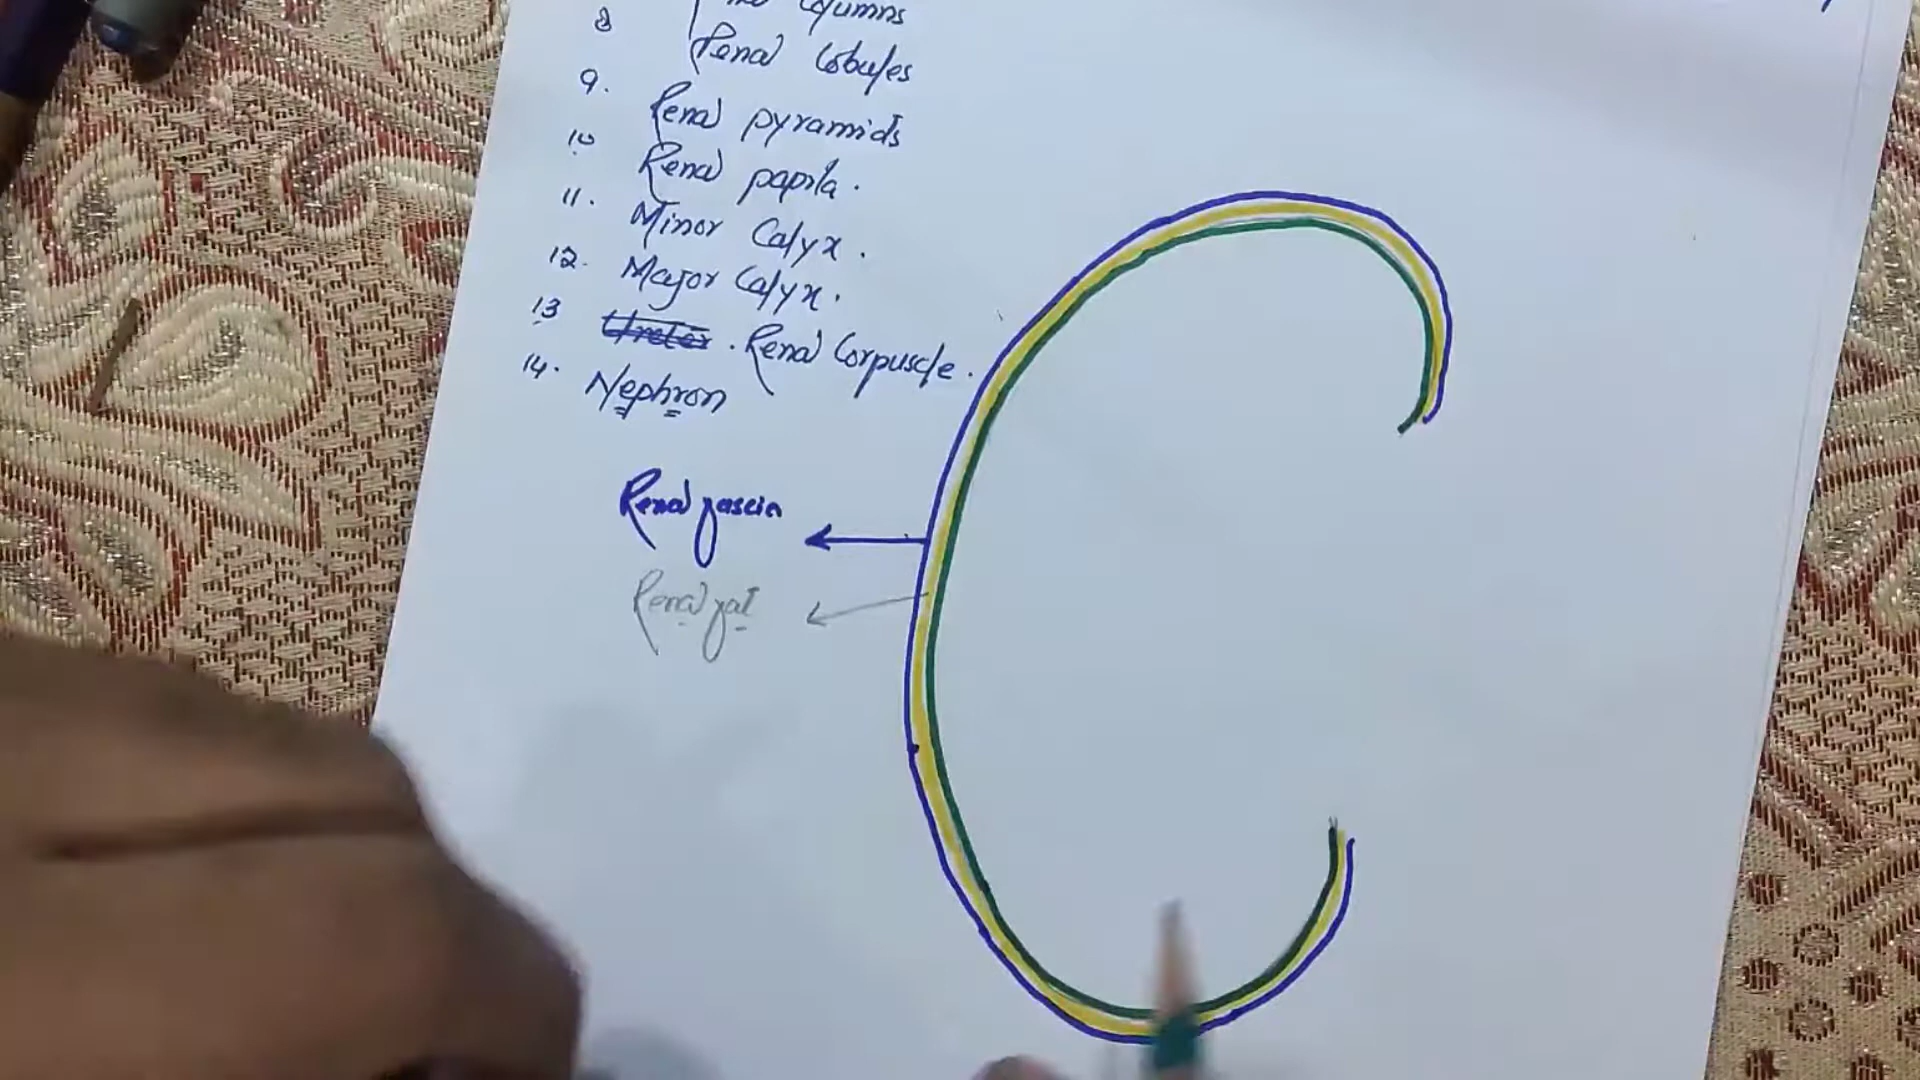 columns
8 Renal Lobules
9. Renal pyramids
10 Renal papila.
11. Minor Calyx.
12. Major Calyx.
13 Ureter. Renal Corpuscle.
14. Nephron
Renal fascia
Renal fat